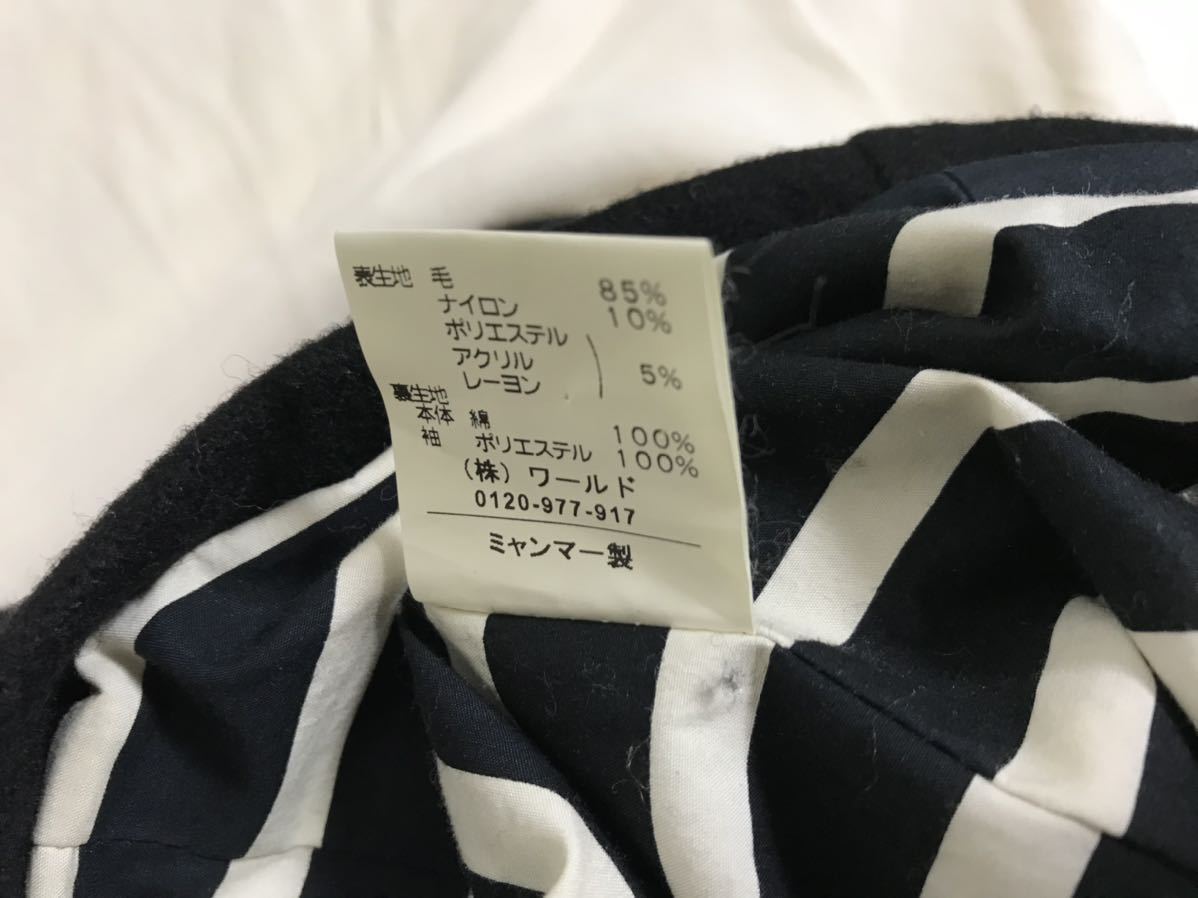 表生地 毛 85%
ナイロン 10%
ポリエステル
アクリル 5%
レーヨン
裏生地
本体 綿 100%
袖 ポリエステル 100%
(株) ワールド
0120-977-917
ミャンマー製